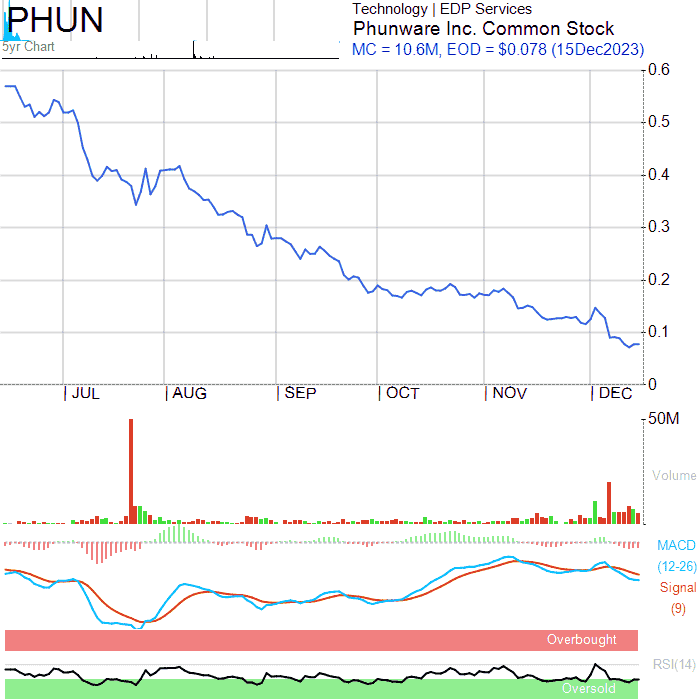 PHUN
Technology | EDP Services
Phunware Inc. Common Stock
5yr Chart
MC = 10.6M, EOD = $0.078 (15Dec2023)
0.6
0.5
0.4
0.3
0.2
0.1
0
JUL AUG SEP OCT NOV DEC
50M
Volume
MACD
(12-26)
Signal
(9)
Overbought
RSI(14)
Oversold